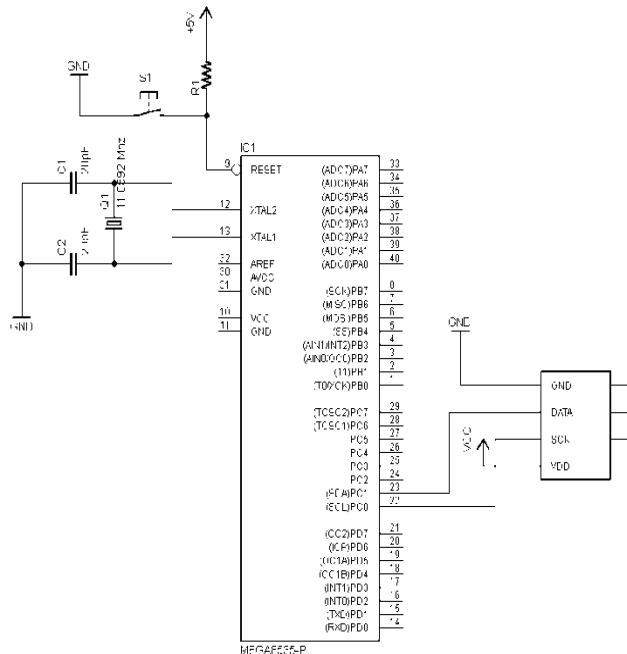 +5V
GND
S1
R1
IC1
9 RESET
12 XTAL2
13 XTAL1
32 AREF
30 AVCC
31 GND
10 VCC
11 GND
(ADC7)PA7 33
(ADC6)PA6 34
(ADC5)PA5 35
(ADC4)PA4 36
(ADC3)PA3 37
(ADC2)PA2 38
(ADC1)PA1 39
(ADC0)PA0 40
(SCK)PB7 8
(MISO)PB6 7
(MOSI)PB5 6
(SS)PB4 5
(AIN1/INT2)PB3 4
(AIN0/OC0)PB2 3
(T1)PB1 2
(T0/XCK)PB0 1
(TOSC2)PC7 29
(TOSC1)PC6 28
PC5 27
PC4 26
PC3 25
PC2 24
(SDA)PC1 23
(SCL)PC0 22
(OC2)PD7 21
(ICP)PD6 20
(OC1A)PD5 19
(OC1B)PD4 18
(INT1)PD3 17
(INT0)PD2 16
(TXD)PD1 15
(RXD)PD0 14
MEGA8535-P
C1
Q1
C2
GND
GND
VCC
GND
DATA
SCK
VDD